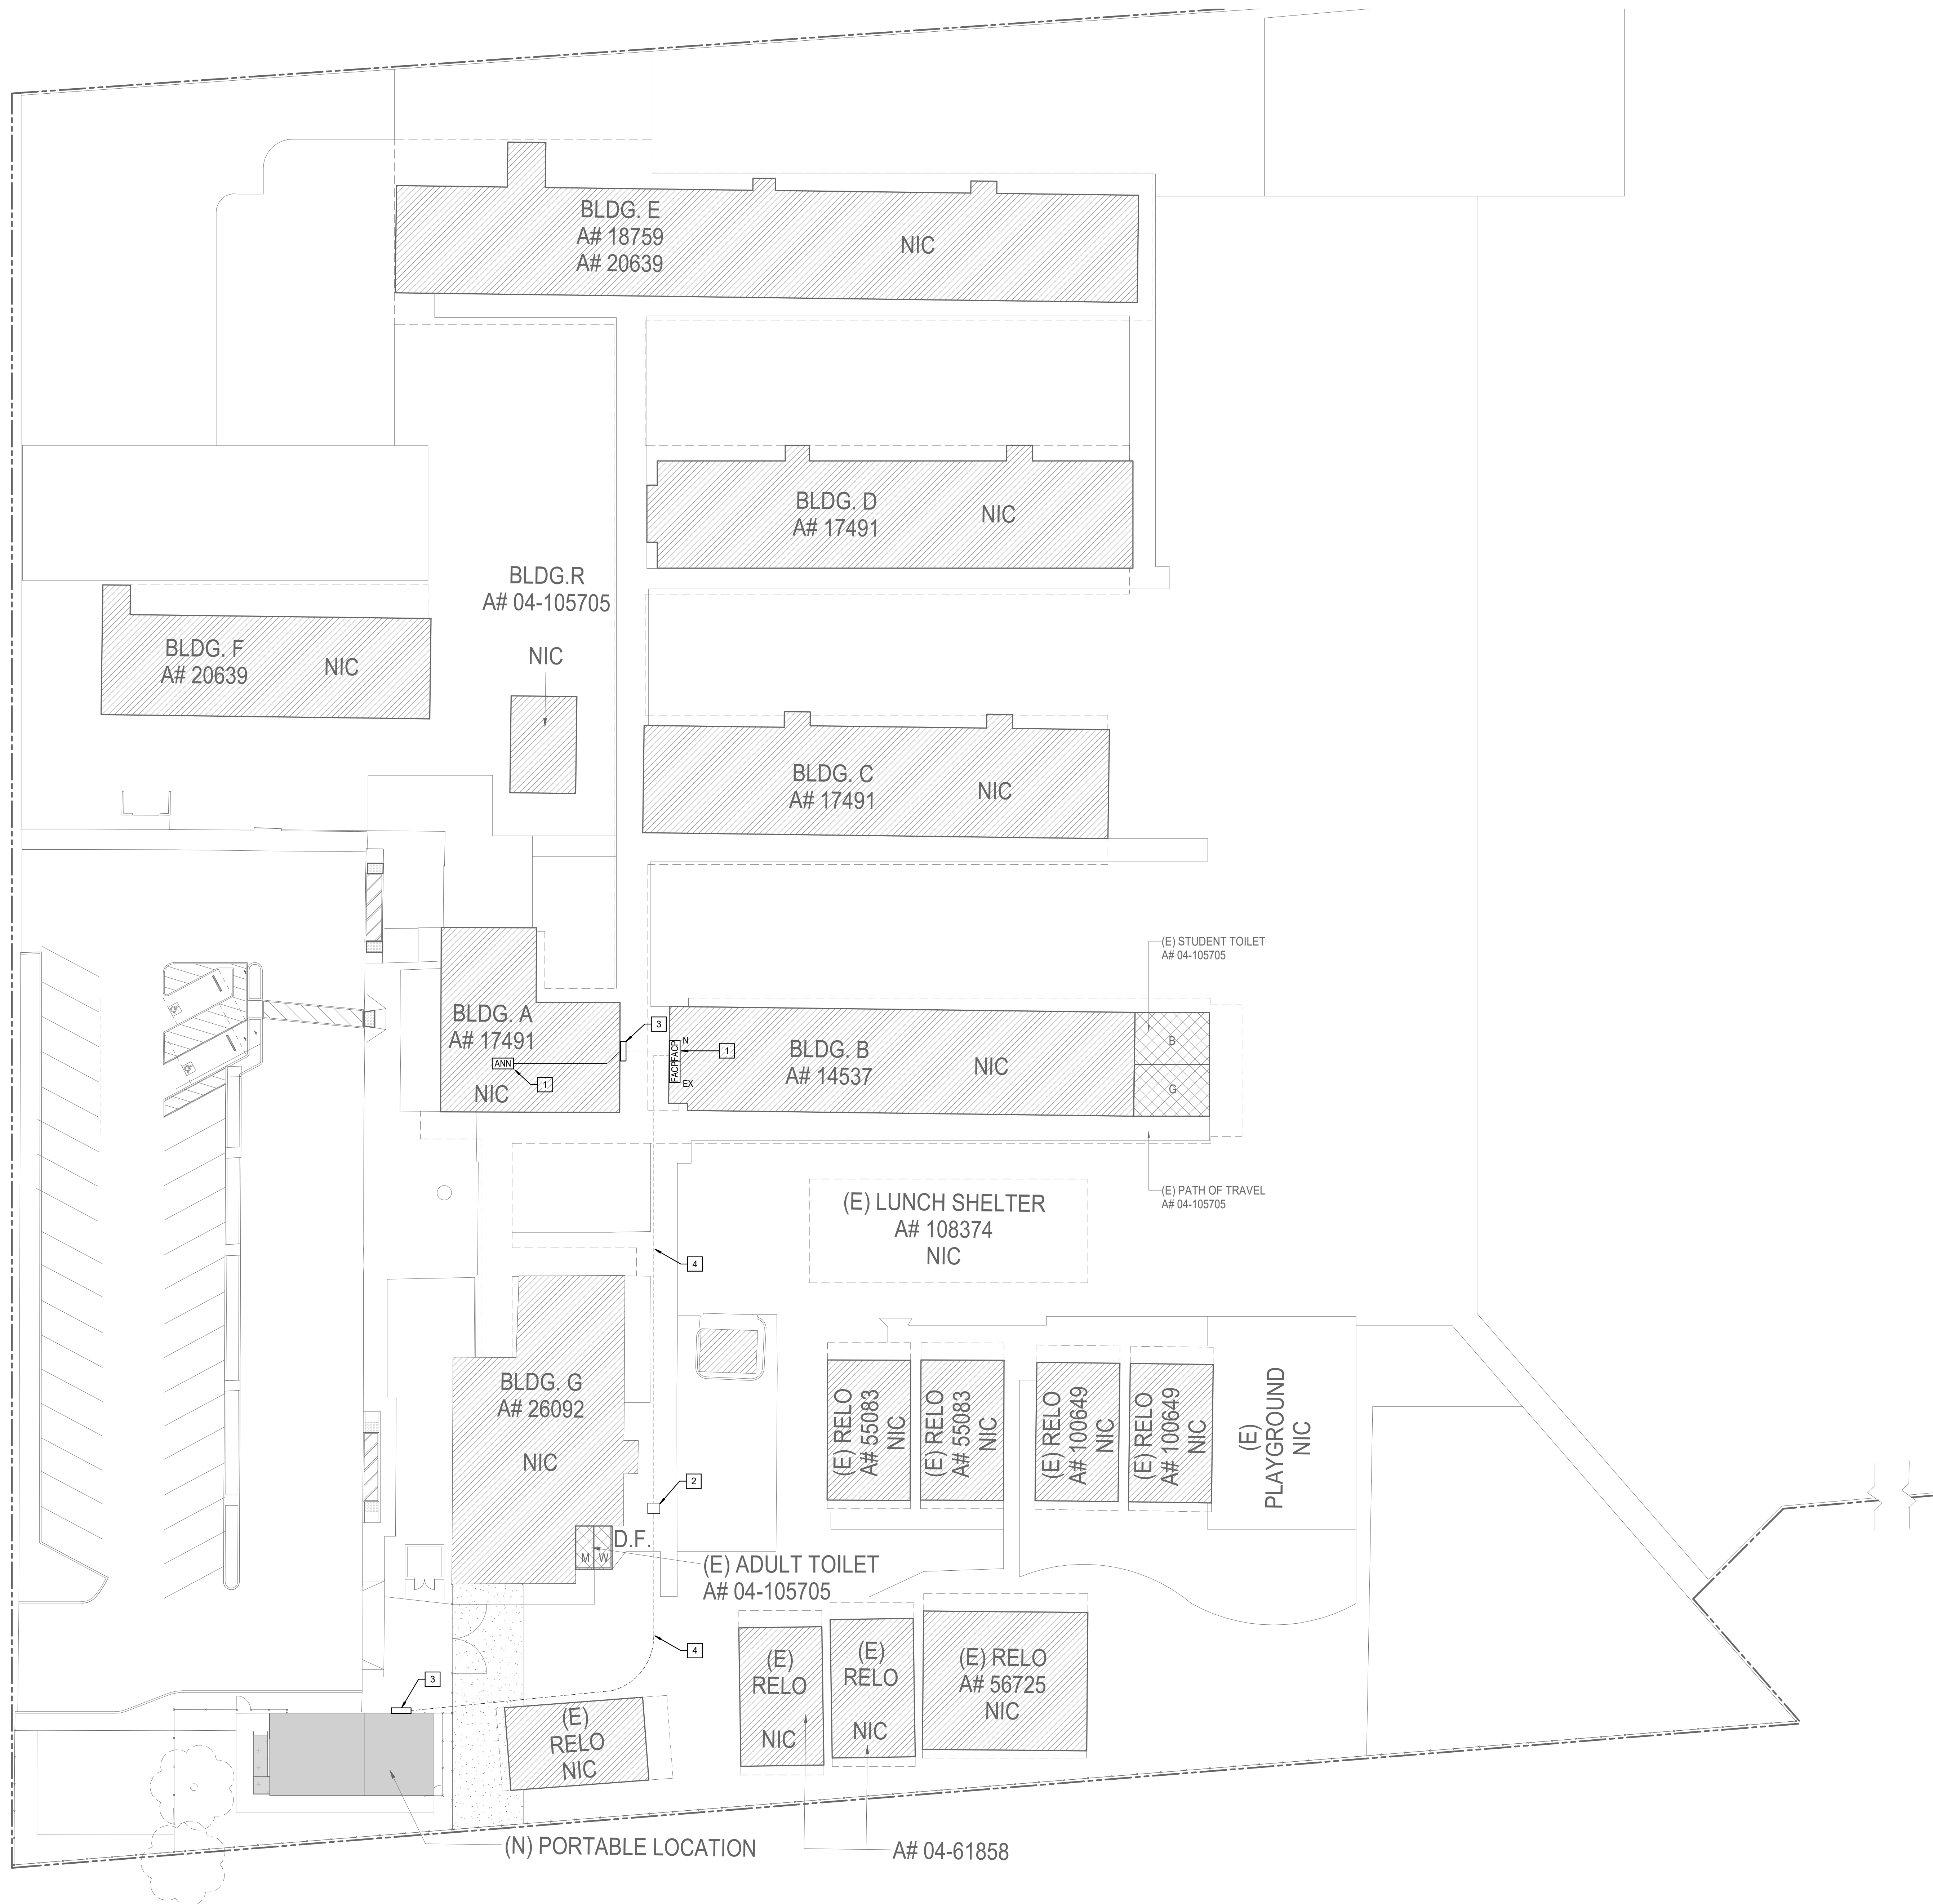 BLDG. E
A# 18759
A# 20639
NIC
BLDG. D
A# 17491
NIC
BLDG.R
A# 04-105705
NIC
BLDG. F
A# 20639
NIC
BLDG. C
A# 17491
NIC
(E) STUDENT TOILET
A# 04-105705
BLDG. A
A# 17491
ANN
1
NIC
3
FACP
FACP
N
EX
1
BLDG. B
A# 14537
NIC
B
G
(E) PATH OF TRAVEL
A# 04-105705
(E) LUNCH SHELTER
A# 108374
NIC
4
BLDG. G
A# 26092
NIC
2
D.F.
M
W
(E) ADULT TOILET
A# 04-105705
(E) RELO
A# 55083
NIC
(E) RELO
A# 55083
NIC
(E) RELO
A# 100649
NIC
(E) RELO
A# 100649
NIC
(E)
PLAYGROUND
NIC
4
3
(E)
RELO
NIC
(E)
RELO
NIC
(E)
RELO
NIC
(E) RELO
A# 56725
NIC
(N) PORTABLE LOCATION
A# 04-61858